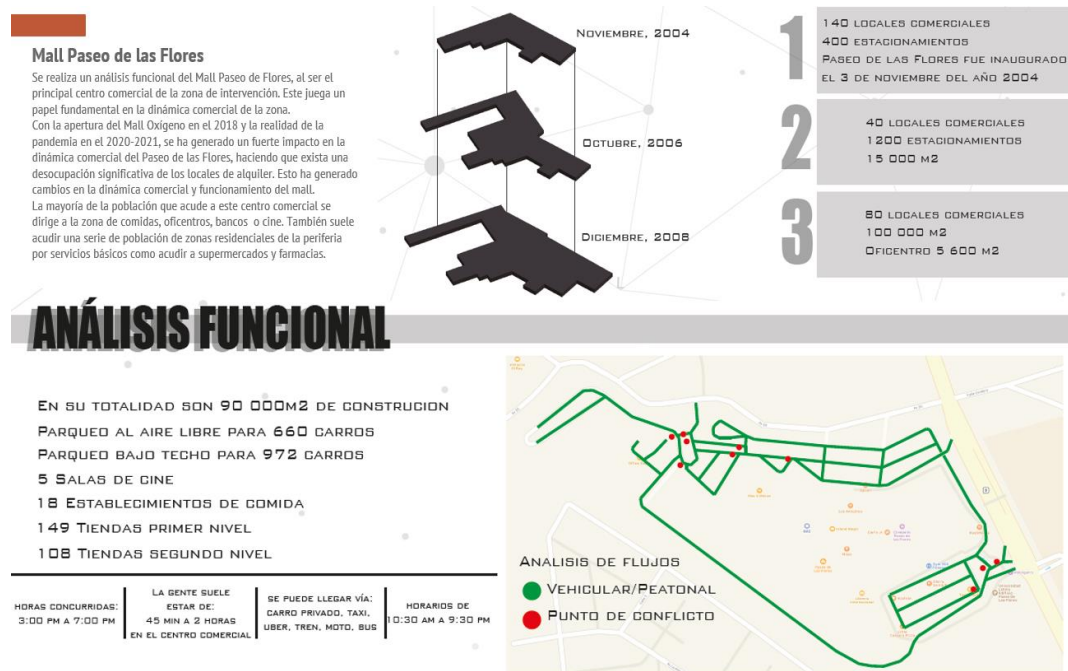 Mall Paseo de las Flores
Se realiza un análisis funcional del Mall Paseo de Flores, al ser el
principal centro comercial de la zona de intervención. Este juega un
papel fundamental en la dinámica comercial de la zona.
Con la apertura del Mall Oxígeno en el 2018 y la realidad de la
pandemia en el 2020-2021, se ha generado un fuerte impacto en la
dinámica comercial del Paseo de las Flores, haciendo que exista una
desocupación significativa de los locales de alquiler. Esto ha generado
cambios en la dinámica comercial y funcionamiento del mall.
La mayoría de la población que acude a este centro comercial se
dirige a la zona de comidas, oficentros, bancos o cine. También suele
acudir una serie de población de zonas residenciales de la periferia
por servicios básicos como acudir a supermercados y farmacias.
Noviembre, 2004
Octubre, 2006
Diciembre, 2008
1
140 locales comerciales
400 estacionamientos
Paseo de las Flores fue inaugurado
el 3 de noviembre del año 2004
2
40 locales comerciales
1200 estacionamientos
15 000 m2
3
80 locales comerciales
100 000 m2
Oficentro 5 600 m2
ANÁLISIS FUNCIONAL
En su totalidad son 90 000m2 de construcion
Parqueo al aire libre para 660 carros
Parqueo bajo techo para 972 carros
5 Salas de cine
18 Establecimientos de comida
149 Tiendas primer nivel
108 Tiendas segundo nivel
horas concurridas:
3:00 pm a 7:00 pm
la gente suele
estar de:
45 min a 2 horas
en el centro comercial
se puede llegar vía:
carro privado, taxi,
uber, tren, moto, bus
horarios de
10:30 am a 9:30 pm
Analisis de flujos
Vehicular/Peatonal
Punto de conflicto